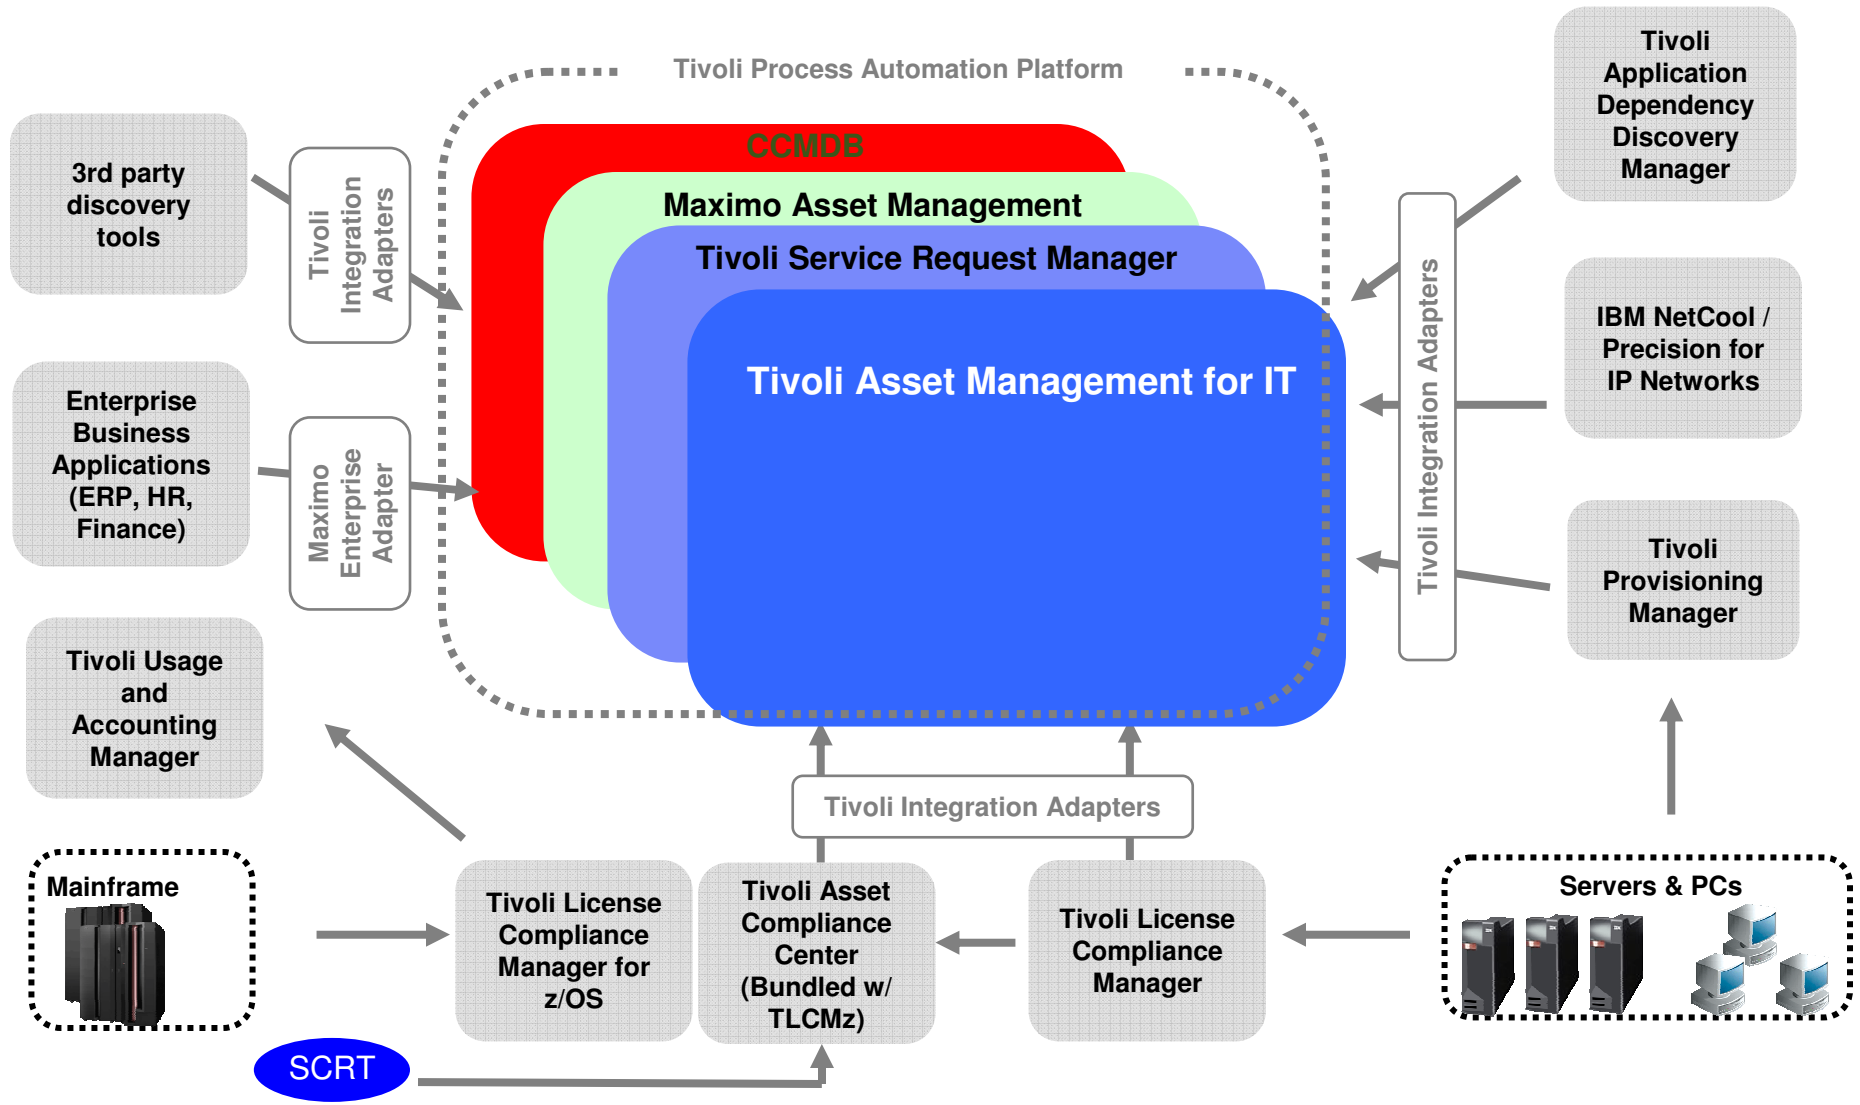 Tivoli Process Automation Platform
CCMDB
Maximo Asset Management
Tivoli Service Request Manager
Tivoli Asset Management for IT
3rd party
discovery
tools
Tivoli
Integration
Adapters
Enterprise
Business
Applications
(ERP, HR,
Finance)
Maximo
Enterprise
Adapter
Tivoli Usage
and
Accounting
Manager
Tivoli
Application
Dependency
Discovery
Manager
Tivoli Integration Adapters
IBM NetCool /
Precision for
IP Networks
Tivoli
Provisioning
Manager
Tivoli Integration Adapters
Mainframe
Tivoli License
Compliance
Manager for
z/OS
Tivoli Asset
Compliance
Center
(Bundled w/
TLCMz)
Tivoli License
Compliance
Manager
Servers & PCs
SCRT